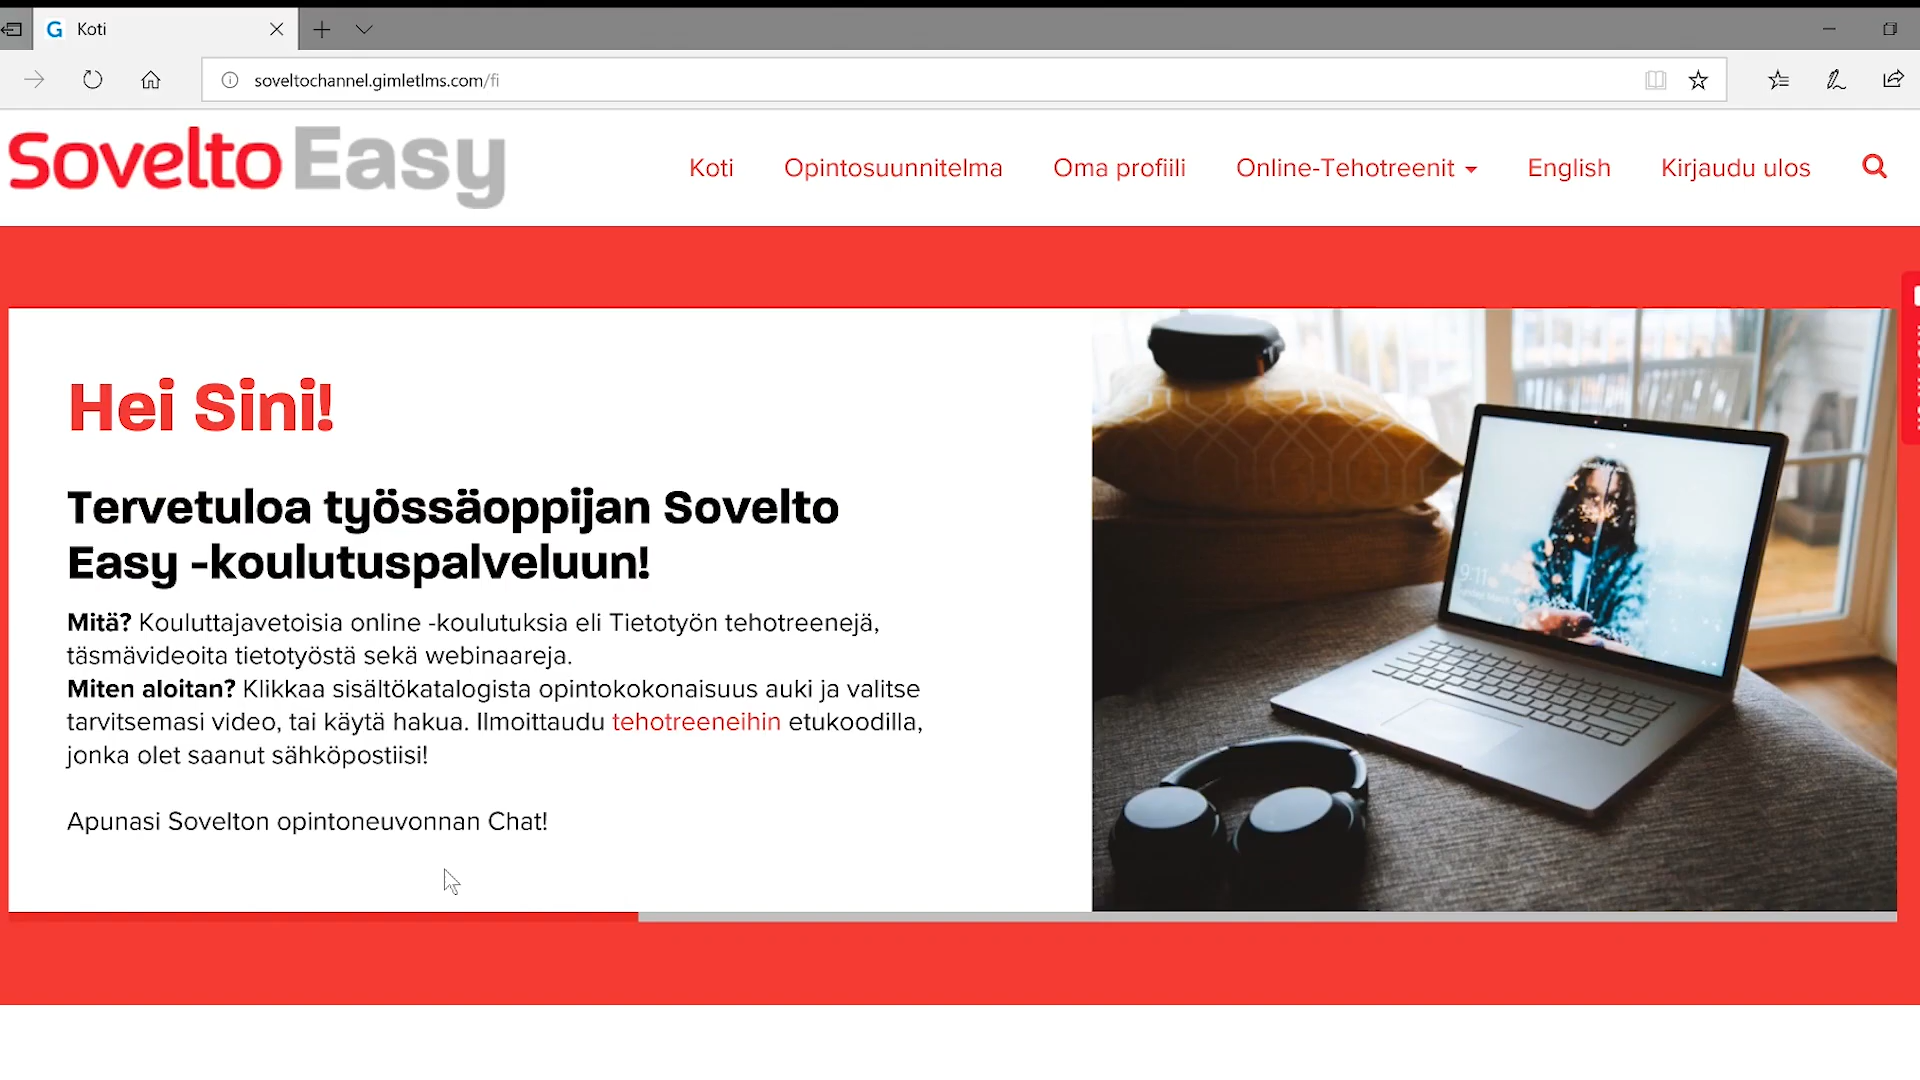 Koti
soveltochannel.gimletlms.com/fi
Sovelto Easy
Koti
Opintosuunnitelma
Oma profiili
Online-Tehotreenit
English
Kirjaudu ulos
Hei Sini!
Tervetuloa työssäoppijan Sovelto
Easy -koulutuspalveluun!
Mitä? Kouluttajavetoisia online -koulutuksia eli Tietotyön tehotreenejä,
täsmävideoita tietotyöstä sekä webinaareja.
Miten aloitan? Klikkaa sisältökatalogista opintokokonaisuus auki ja valitse
tarvitsemasi video, tai käytä hakua. Ilmoittaudu tehotreeneihin etukoodilla,
jonka olet saanut sähköpostiisi!
Apunasi Sovelton opintoneuvonnan Chat!
9:11